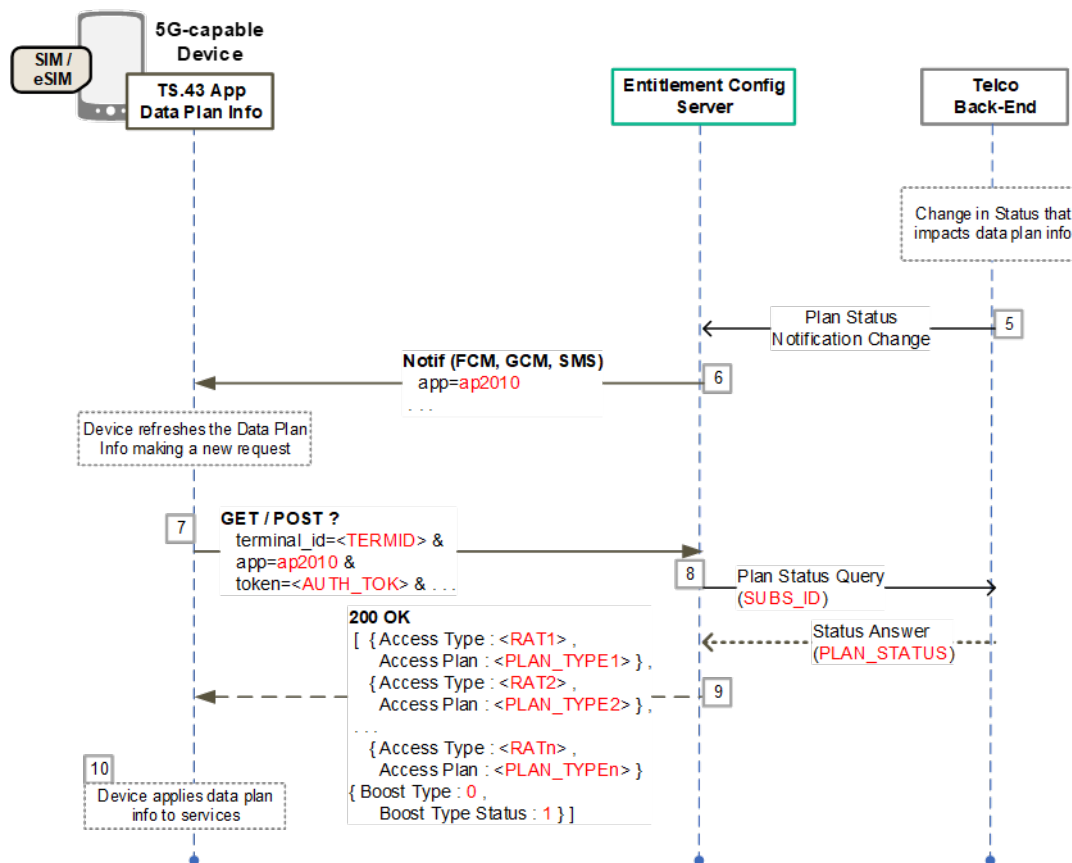 5G-capable
Device
SIM /
eSIM
TS.43 App
Data Plan Info
Entitlement Config
Server
Telco
Back-End
Change in Status that
impacts data plan info
5
Plan Status
Notification Change
6
Notif (FCM, GCM, SMS)
app=ap2010
. . .
Device refreshes the Data Plan
Info making a new request
7
GET / POST ?
terminal_id=<TERMID> &
app=ap2010 &
token=<AUTH_TOK> & . . .
8
Plan Status Query
(SUBS_ID)
Status Answer
(PLAN_STATUS)
9
200 OK
[ { Access Type : <RAT1> ,
Access Plan : <PLAN_TYPE1> } ,
{ Access Type : <RAT2> ,
Access Plan : <PLAN_TYPE2> } ,
. . .
{ Access Type : <RATn> ,
Access Plan : <PLAN_TYPEn> }
{ Boost Type : 0 ,
Boost Type Status : 1 } ]
10
Device applies data plan
info to services